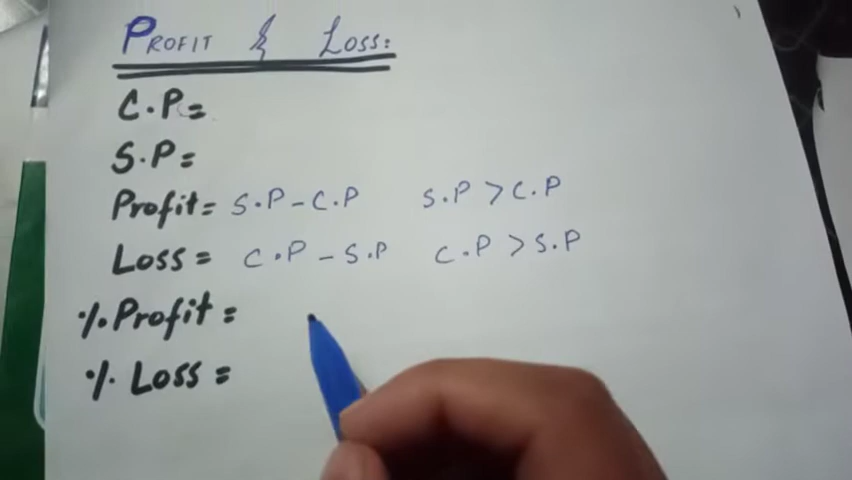 PROFIT & Loss:
C.P=
S.P=
Profit= S.P-C.P S.P>C.P
Loss= C.P-S.P C.P>S.P
%Profit=
% Loss=